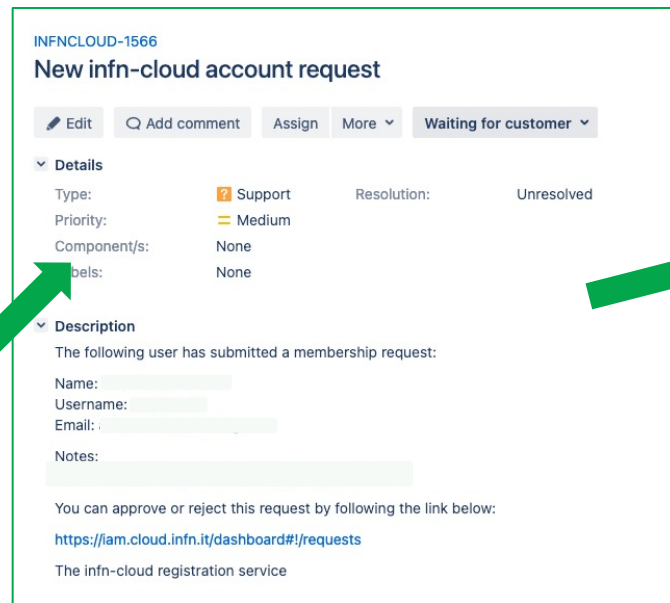 INFNCLOUD-1566
New infn-cloud account request
Edit Add comment Assign More Waiting for customer
Details
Type: ? Support Resolution: Unresolved
Priority: Medium
Component/s: None
None
Description
The following user has submitted a membership request:
Name:
Username:
Email:
Notes:
You can approve or reject this request by following the link below:
https://iam.cloud.infn.it/dashboard#!/requests
The infn-cloud registration service